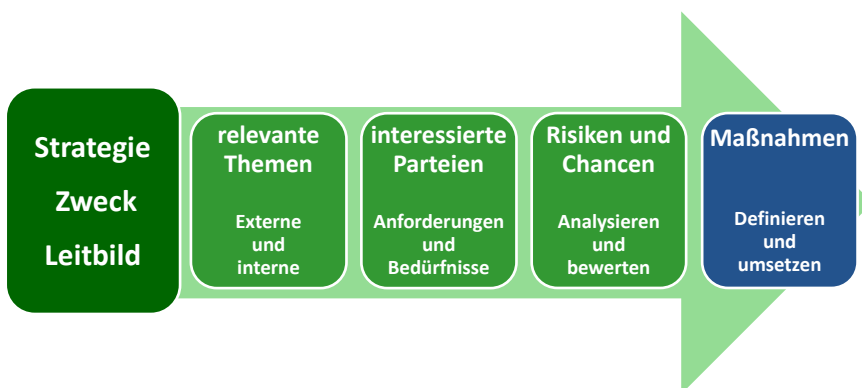 Strategie
Zweck
Leitbild
relevante
Themen
Externe
und
interne
interessierte
Parteien
Anforderungen
und
Bedürfnisse
Risiken und
Chancen
Analysieren
und
bewerten
Maßnahmen
Definieren
und
umsetzen